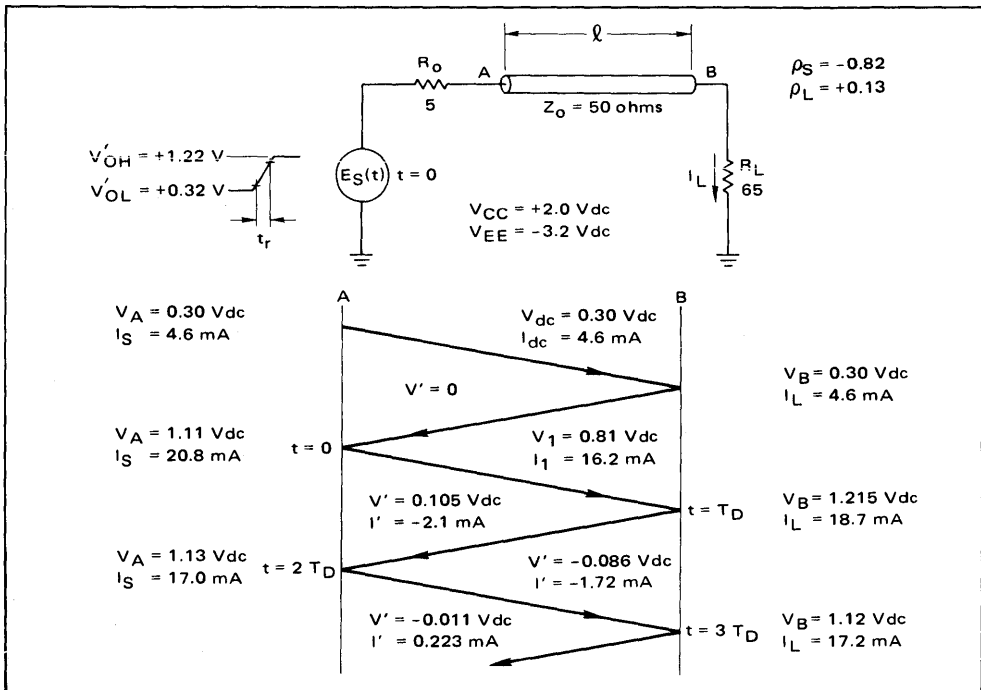 ℓ
R₀
5
A
B
Z₀ = 50 ohms
ρS = −0.82
ρL = +0.13
V′OH = +1.22 V
V′OL = +0.32 V
tr
ES(t)
t = 0
IL
RL
65
VCC = +2.0 Vdc
VEE = −3.2 Vdc
A
B
VA = 0.30 Vdc
IS = 4.6 mA
Vdc = 0.30 Vdc
Idc = 4.6 mA
V' = 0
VB = 0.30 Vdc
IL = 4.6 mA
VA = 1.11 Vdc
IS = 20.8 mA
t = 0
V1 = 0.81 Vdc
I1 = 16.2 mA
V' = 0.105 Vdc
I' = −2.1 mA
t = TD
VB = 1.215 Vdc
IL = 18.7 mA
VA = 1.13 Vdc
IS = 17.0 mA
t = 2 TD
V' = −0.086 Vdc
I' = −1.72 mA
V' = −0.011 Vdc
I' = 0.223 mA
t = 3 TD
VB = 1.12 Vdc
IL = 17.2 mA